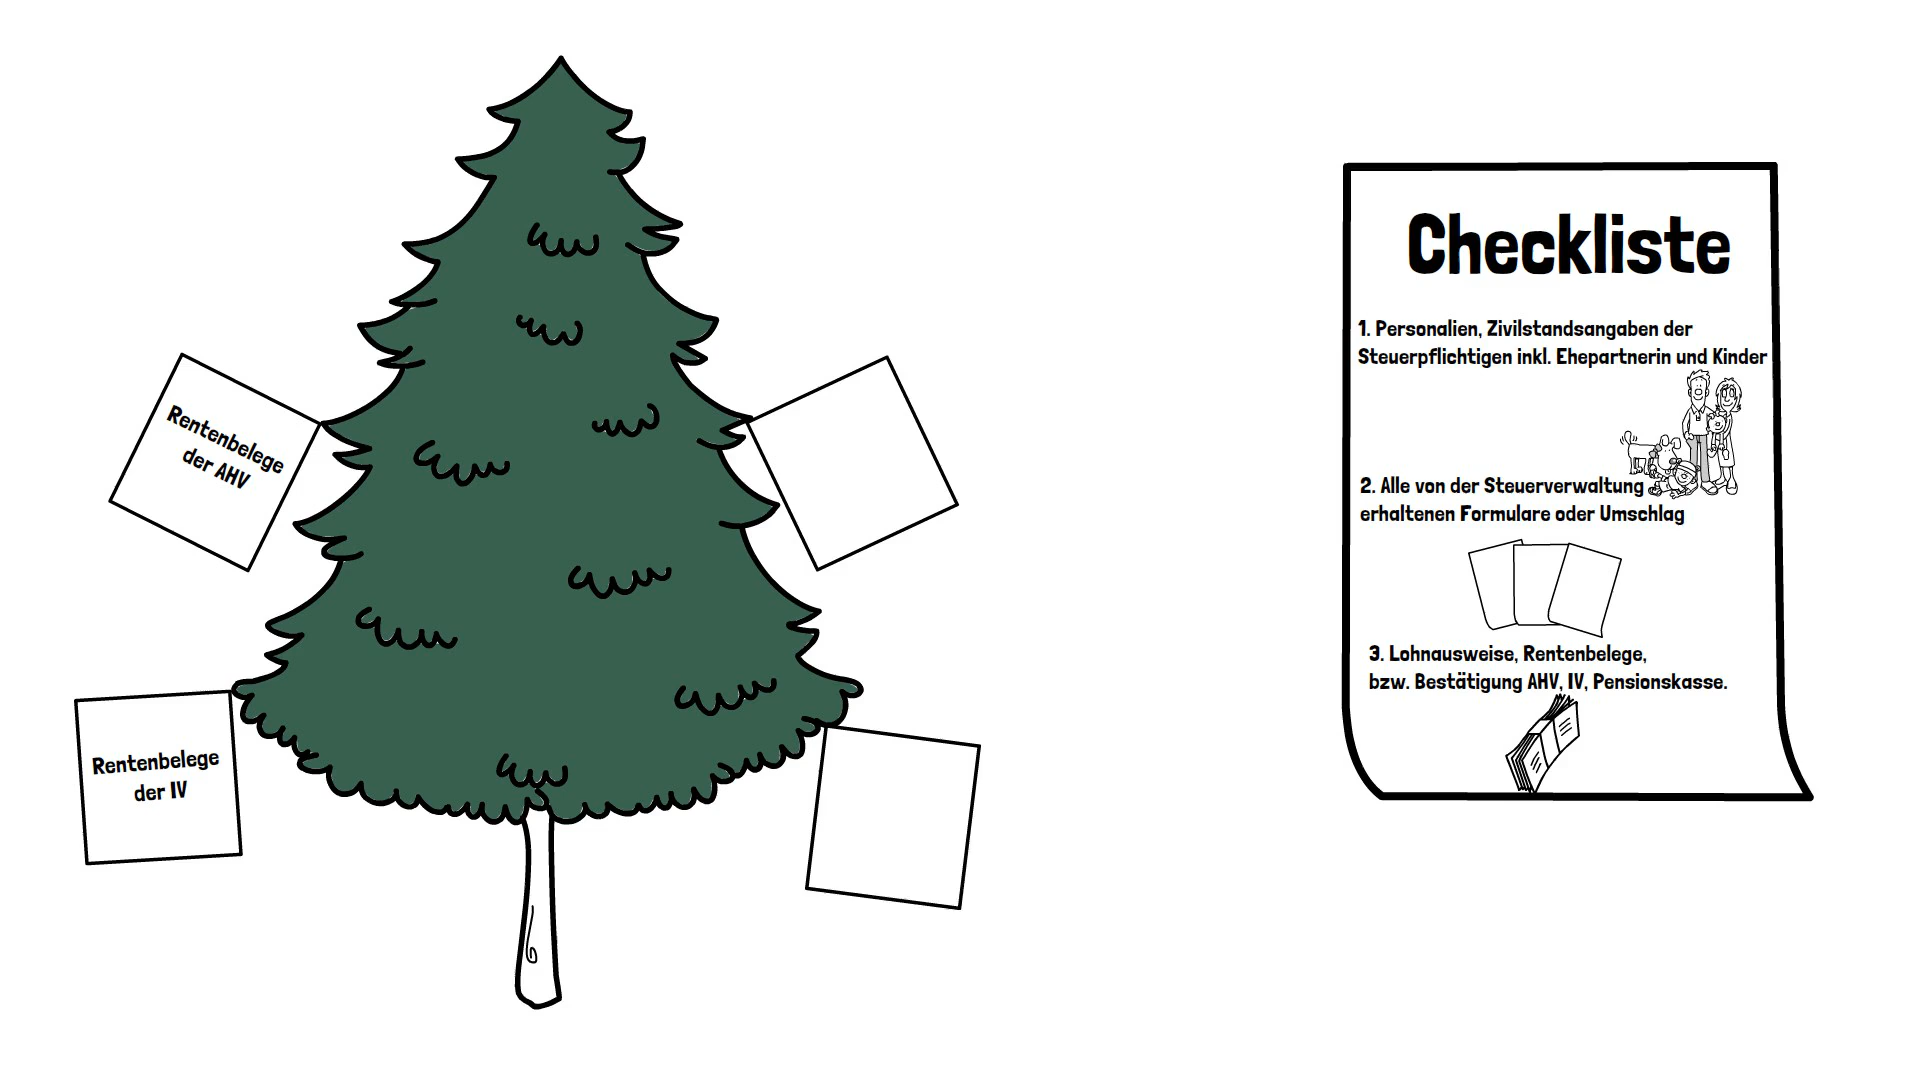 Rentenbelege
der AHV
Rentenbelege
der IV
Checkliste
1. Personalien, Zivilstandsangaben der
Steuerpflichtigen inkl. Ehepartnerin und Kinder
2. Alle von der Steuerverwaltung
erhaltenen Formulare oder Umschlag
3. Lohnausweise, Rentenbelege,
bzw. Bestätigung AHV, IV, Pensionskasse.